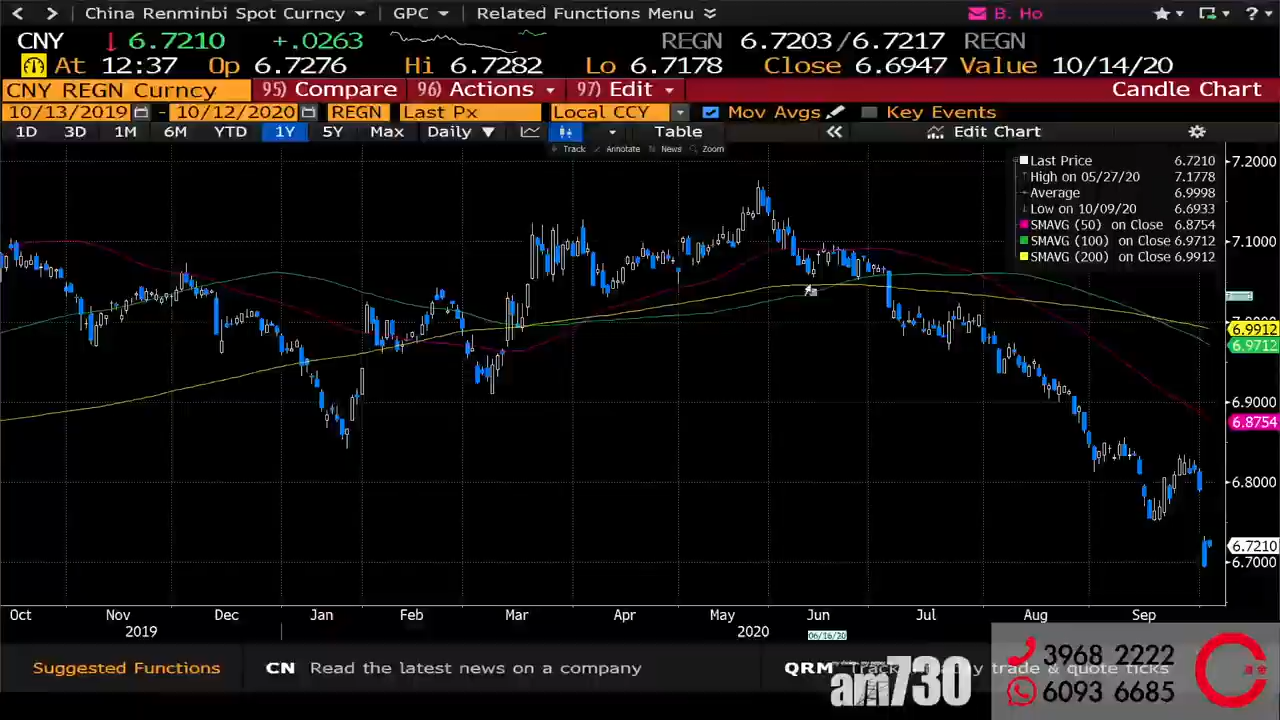 China Renminbi Spot Curncy GPC Related Functions Menu B. Ho ?
CNY 6.7210 +.0263 REGN 6.7203/6.7217 REGN
At 12:37 Op 6.7276 Hi 6.7282 Lo 6.7178 Close 6.6947 Value 10/14/20
CNY REGN Curncy 95) Compare 96) Actions 97) Edit Candle Chart
10/13/2019 - 10/12/2020 REGN Last Px Local CCY Mov Avgs Key Events
1D 3D 1M 6M YTD 1Y 5Y Max Daily Table Edit Chart
Track Annotate News Zoom
Last Price 6.7210
High on 05/27/20 7.1778
Average 6.9998
Low on 10/09/20 6.6933
SMAVG (50) on Close 6.8754
SMAVG (100) on Close 6.9712
SMAVG (200) on Close 6.9912
7.2000
7.1000
6.9912
6.9712
6.9000
6.8754
6.8000
6.7210
6.7000
Oct Nov Dec Jan Feb Mar Apr May Jun Jul Aug Sep
2019 2020 06/16/20
Suggested Functions CN Read the latest news on a company QRM Track y trade & quote ticks
am730
3968 2222
6093 6685